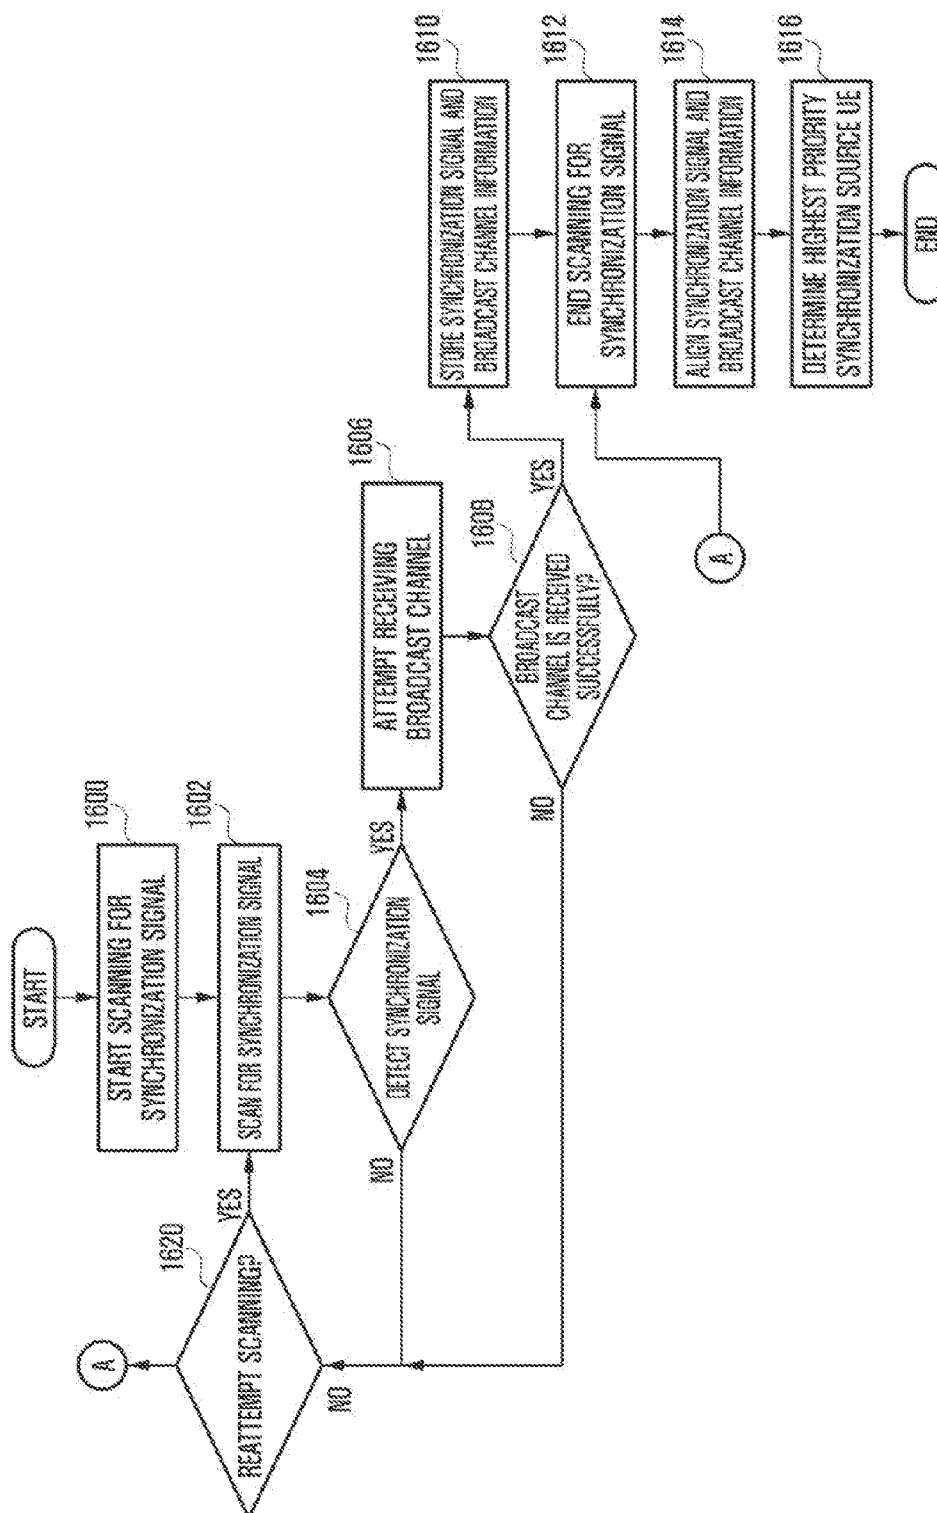 START
1600
START SCANNING FOR
SYNCHRONIZATION SIGNAL
1602
SCAN FOR SYNCHRONIZATION SIGNAL
1604
DETECT SYNCHRONIZATION
SIGNAL
YES
NO
1620
REATTEMPT SCANNING?
YES
NO
A
1606
ATTEMPT RECEIVING
BROADCAST CHANNEL
1608
BROADCAST
CHANNEL IS RECEIVED
SUCCESSFULLY?
YES
NO
A
1610
STORE SYNCHRONIZATION SIGNAL AND
BROADCAST CHANNEL INFORMATION
1612
END SCANNING FOR
SYNCHRONIZATION SIGNAL
1614
ALIGN SYNCHRONIZATION SIGNAL AND
BROADCAST CHANNEL INFORMATION
1616
DETERMINE HIGHEST PRIORITY
SYNCHRONIZATION SOURCE UE
END